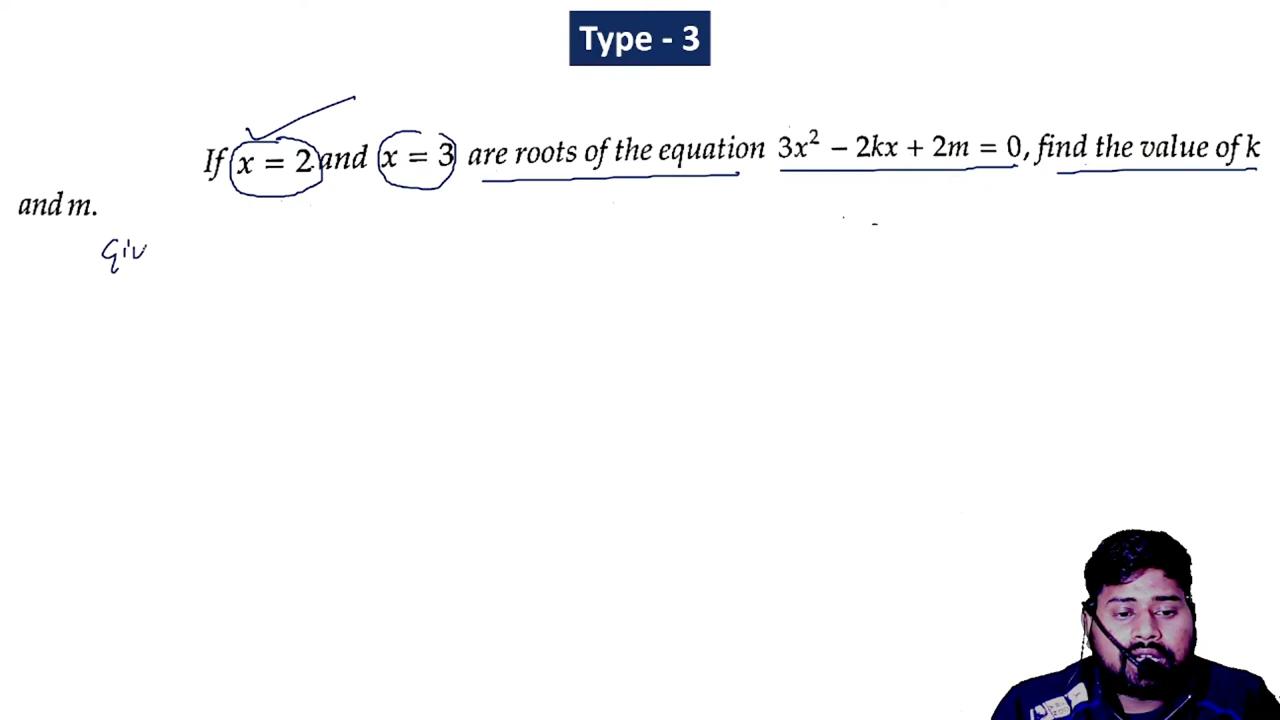 Type - 3
If x = 2 and x = 3 are roots of the equation 3x² − 2kx + 2m = 0, find the value of k
and m.
Giv